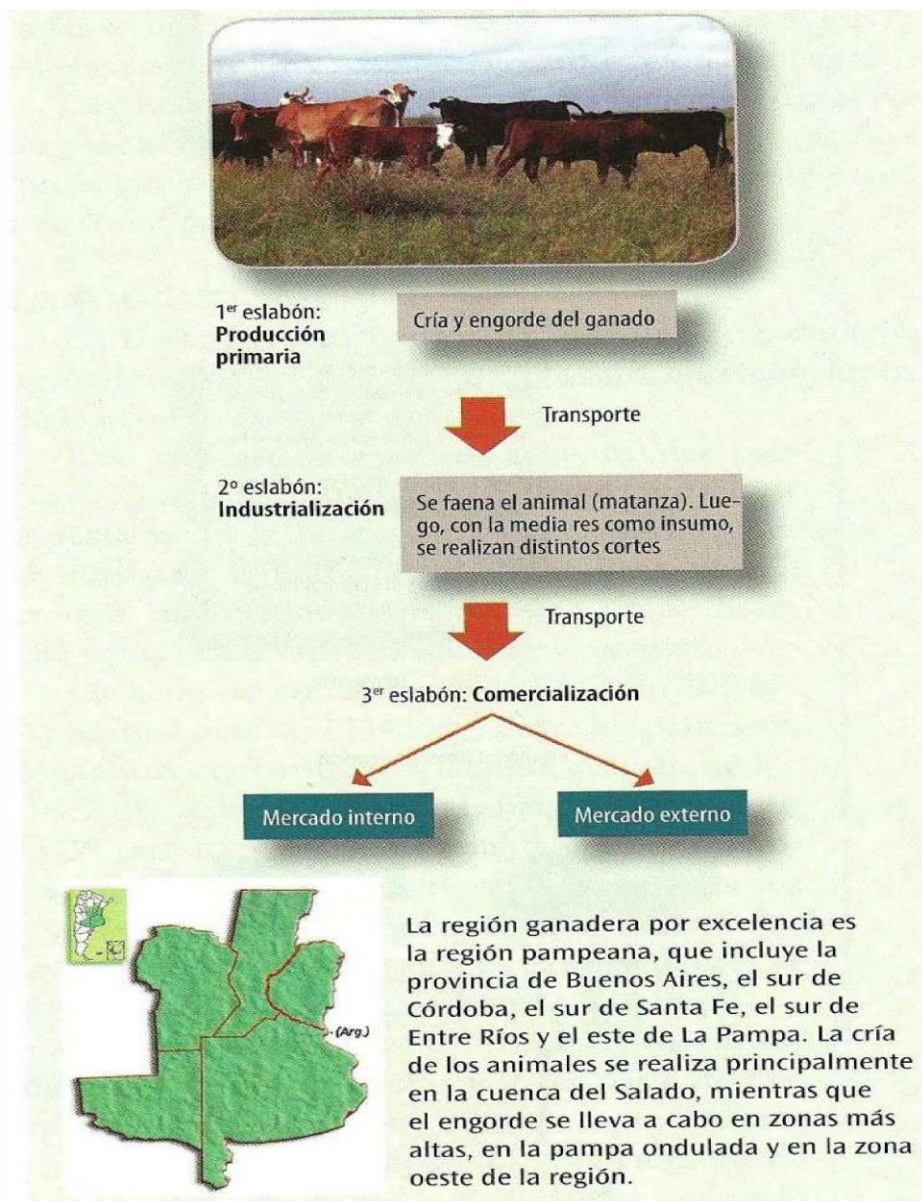 1er eslabón:
Producción
primaria
Cría y engorde del ganado
Transporte
2º eslabón:
Industrialización
Se faena el animal (matanza). Lue-
go, con la media res como insumo,
se realizan distintos cortes
Transporte
3er eslabón: Comercialización
Mercado interno
Mercado externo
(Arg.)
La región ganadera por excelencia es
la región pampeana, que incluye la
provincia de Buenos Aires, el sur de
Córdoba, el sur de Santa Fe, el sur de
Entre Ríos y el este de La Pampa. La cría
de los animales se realiza principalmente
en la cuenca del Salado, mientras que
el engorde se lleva a cabo en zonas más
altas, en la pampa ondulada y en la zona
oeste de la región.